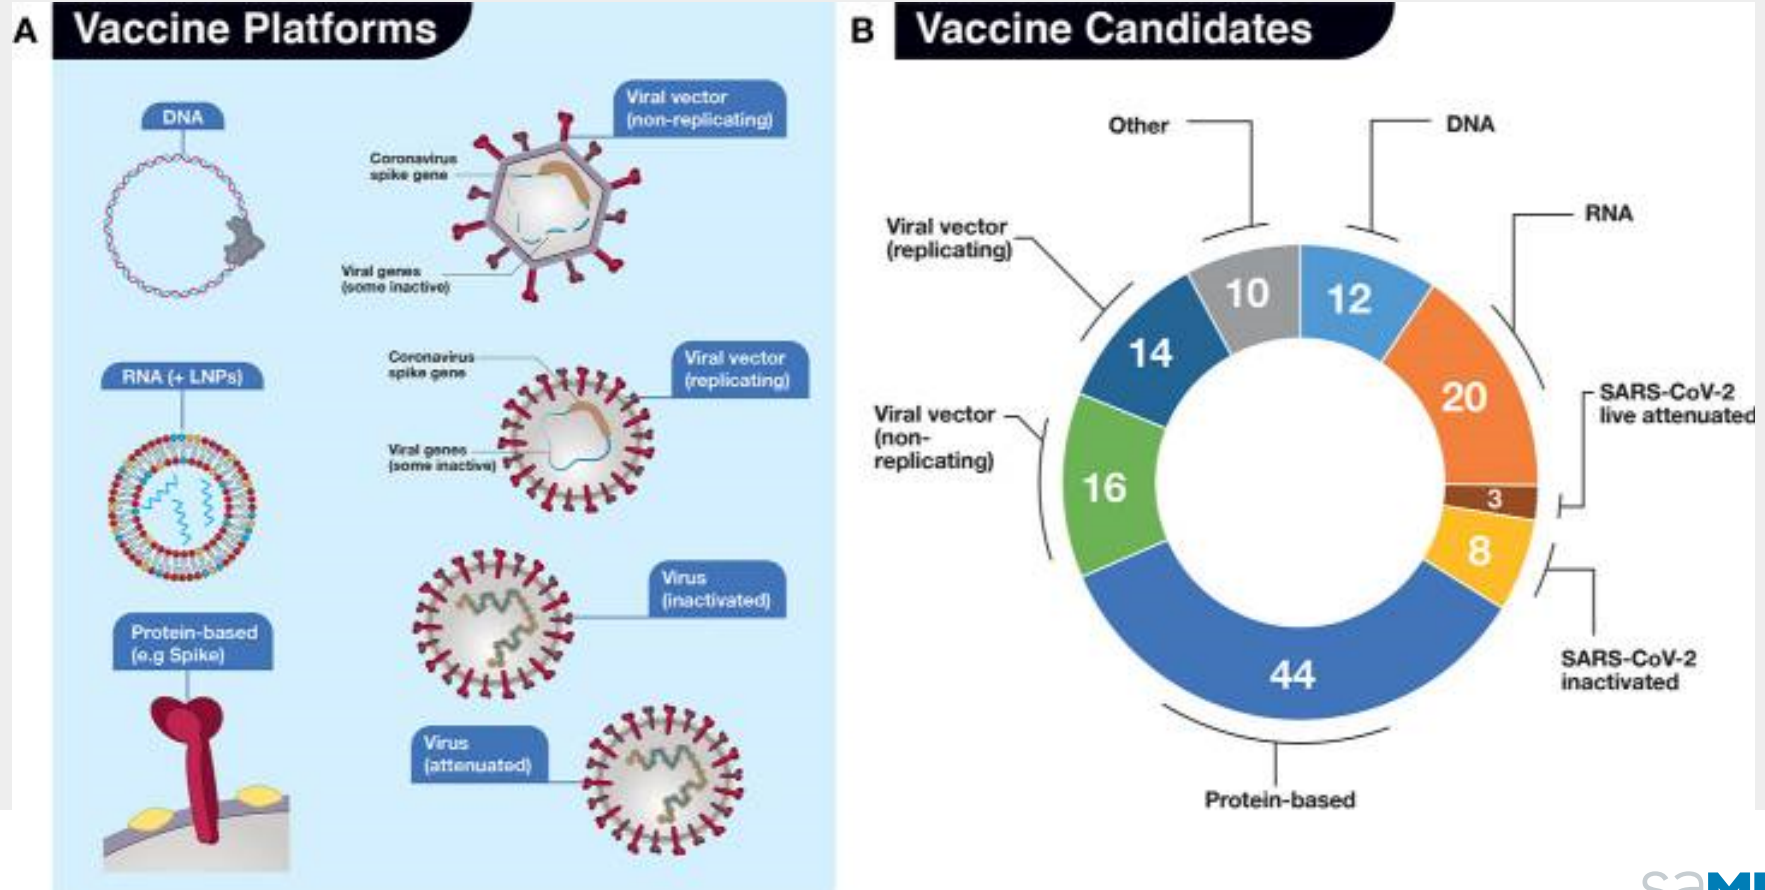 A
Vaccine Platforms
DNA
Viral vector
(non-replicating)
Coronavirus
spike gene
Viral genes
(some inactive)
RNA (+ LNPs)
Coronavirus
spike gene
Viral vector
(replicating)
Viral genes
(some inactive)
Virus
(inactivated)
Protein-based
(e.g Spike)
Virus
(attenuated)
B
Vaccine Candidates
Other
DNA
RNA
Viral vector
(replicating)
10
12
14
20
SARS-CoV-2
live attenuated
Viral vector
(non-
replicating)
16
3
8
44
SARS-CoV-2
inactivated
Protein-based